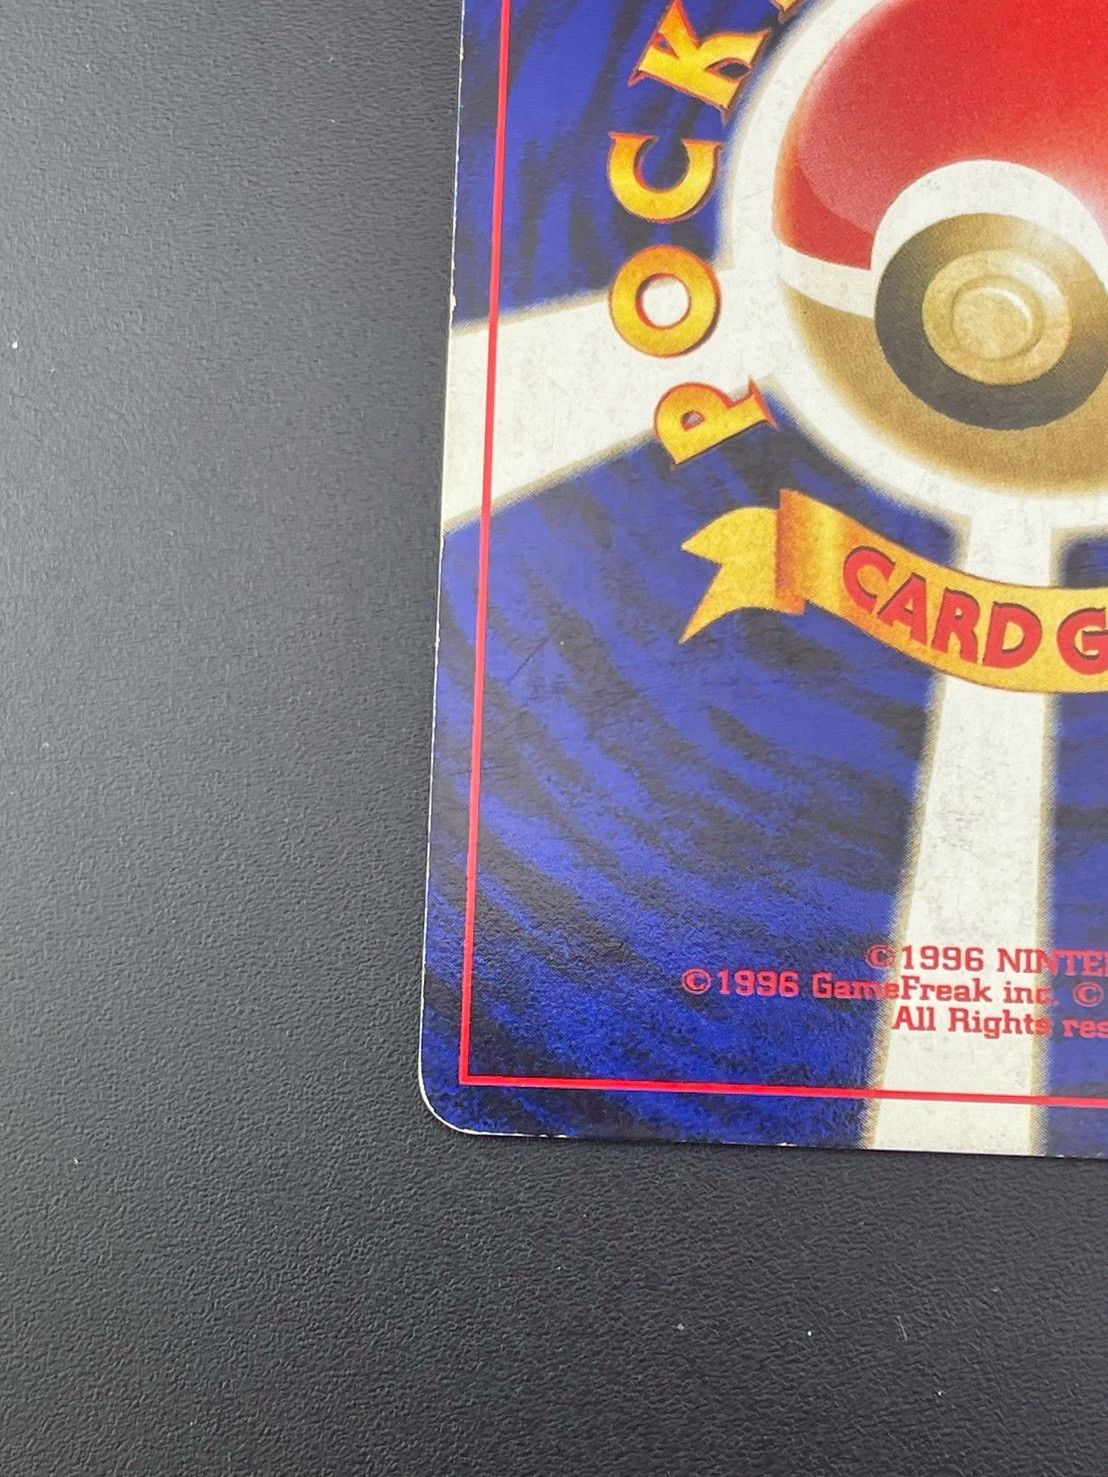 POCK
CARD G
©1996 NINTE
©1996 GameFreak inc. ©
All Rights res